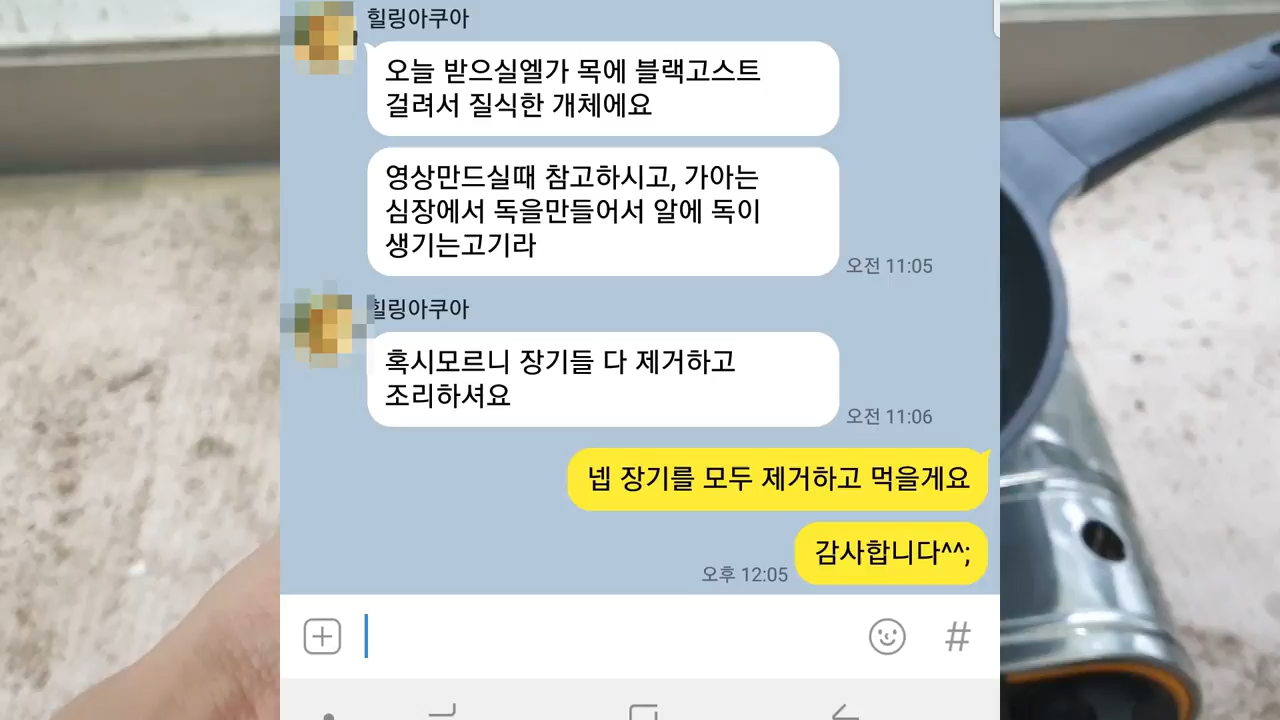 힐링아쿠아
오늘 받으실엘가 목에 블랙고스트
걸려서 질식한 개체에요
영상만드실때 참고하시고, 가아는
심장에서 독을만들어서 알에 독이
생기는고기라
오전 11:05
힐링아쿠아
혹시모르니 장기들 다 제거하고
조리하셔요
오전 11:06
넵 장기를 모두 제거하고 먹을게요
감사합니다^^;
오후 12:05
#